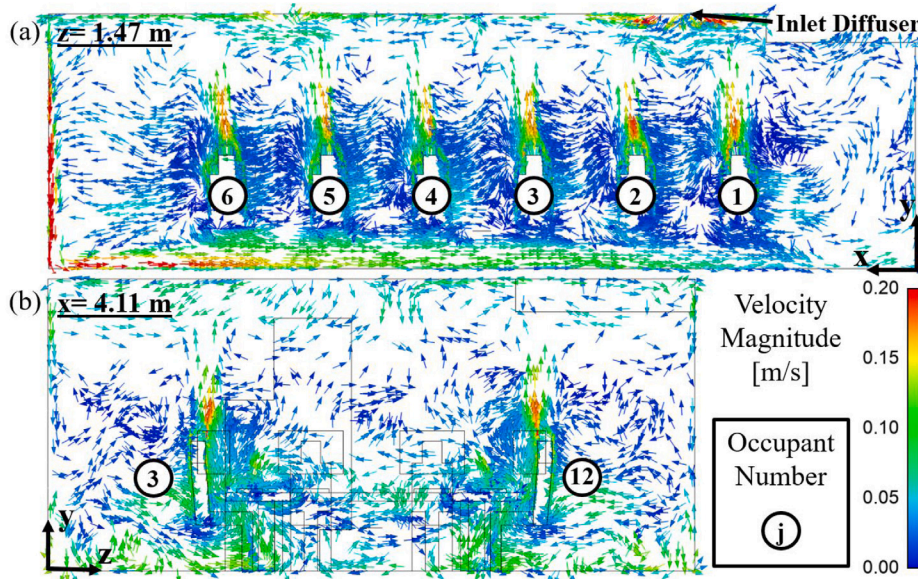 (a)
z= 1.47 m
Inlet Diffuser
6
5
4
3
2
1
y
x
(b)
x= 4.11 m
3
12
y
z
Velocity
Magnitude
[m/s]
0.20
0.15
0.10
0.05
0.00
Occupant
Number
j